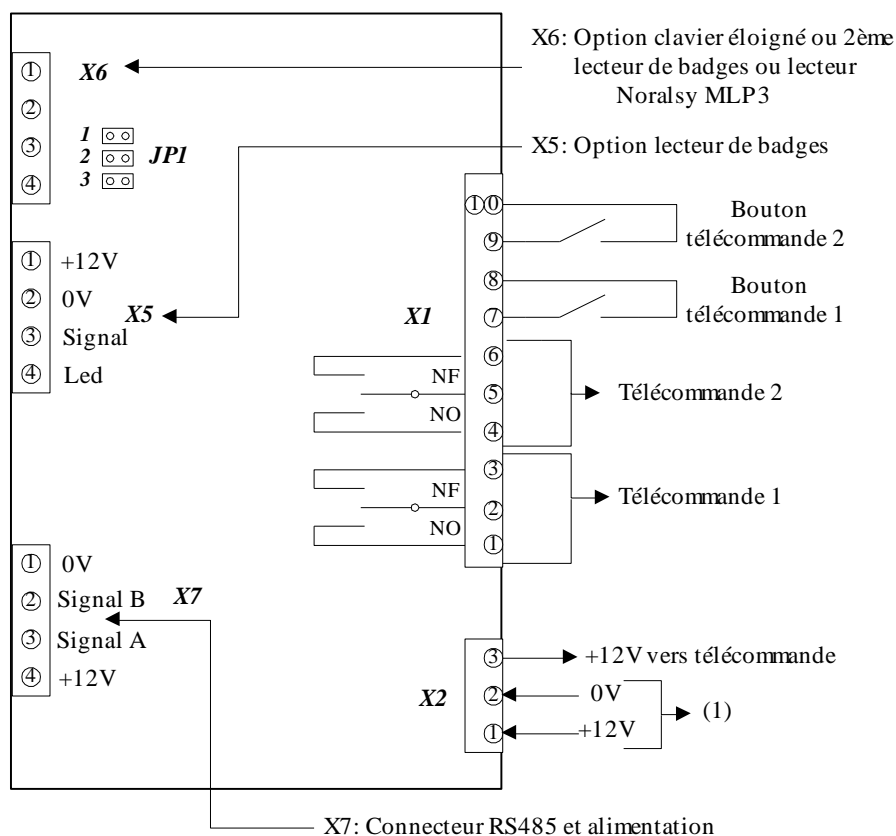 X6: Option clavier éloigné ou 2ème
lecteur de badges ou lecteur
Noralsy MLP3
1 X6
2
3
4
1
2 JP1
3
X5: Option lecteur de badges
1 +12V
2 0V
X5
3 Signal
4 Led
X1
10
9
Bouton
télécommande 2
8
7
Bouton
télécommande 1
6
NF
5 Télécommande 2
NO
4
3
NF
2 Télécommande 1
NO
1
1 0V
2 Signal B
X7
3 Signal A
4 +12V
X2
3 +12V vers télécommande
2 0V
(1)
1 +12V
X7: Connecteur RS485 et alimentation